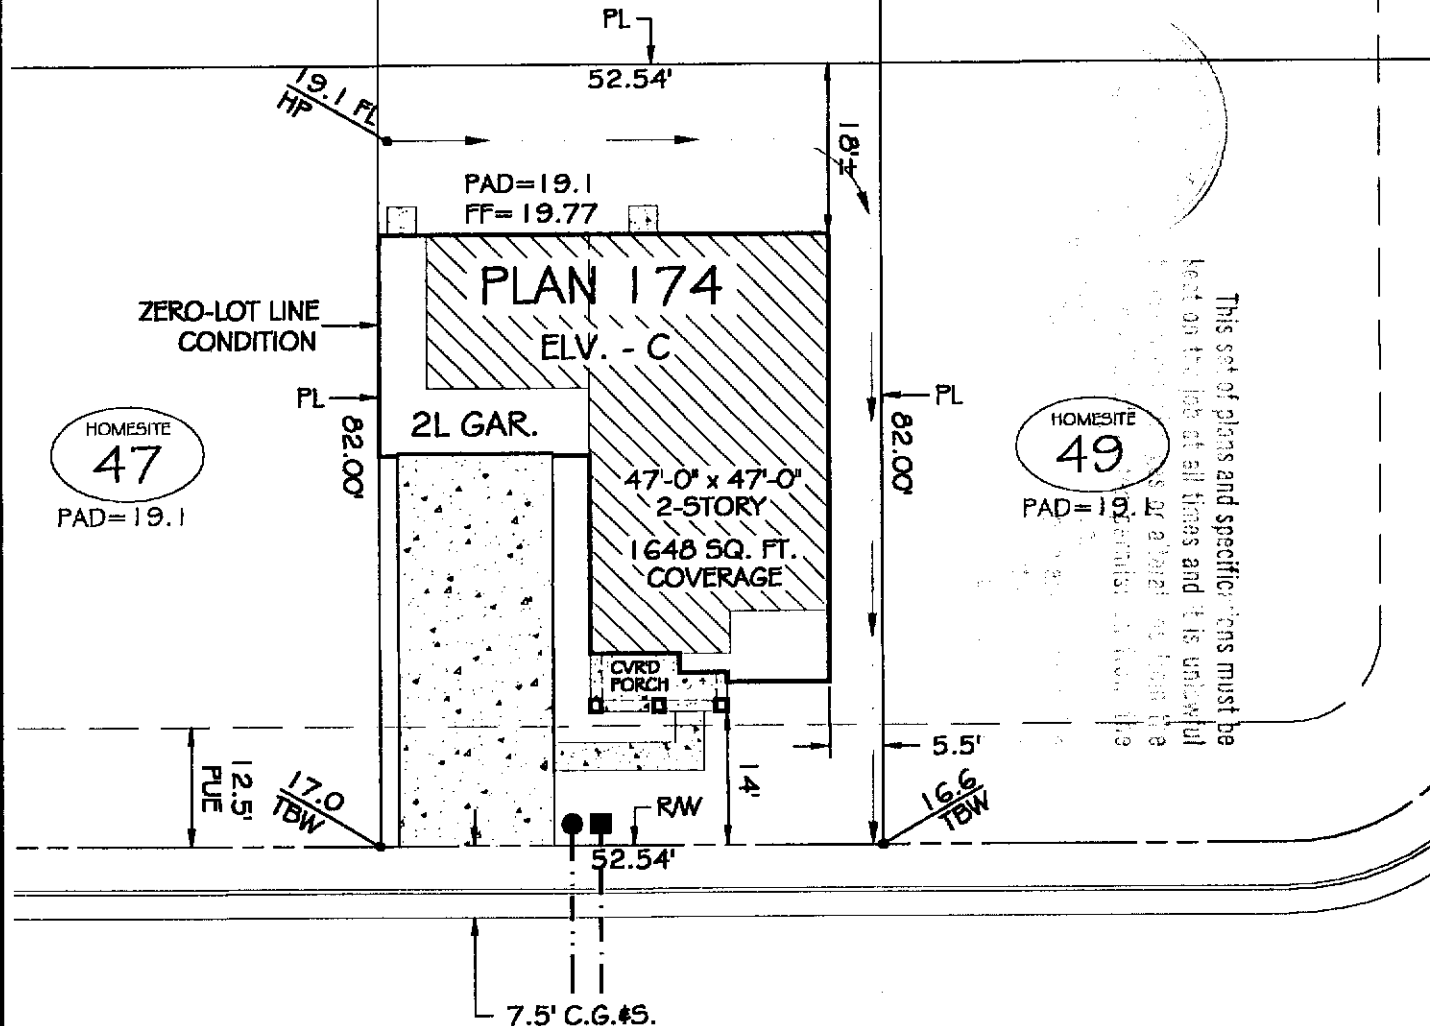 PL
52.54'
19.1 FL
HP
18'±
PAD=19.1
FF=19.77
PLAN 174
ELV. - C
ZERO-LOT LINE
CONDITION
PL
PL
82.00'
82.00'
2L GAR.
HOMESITE
47
PAD=19.1
HOMESITE
49
PAD=19.1
47'-0" x 47'-0"
2-STORY
1648 SQ. FT.
COVERAGE
CVRD
PORCH
This set of plans and specifications must be
kept on the job at all times and it is unlawful
5.5'
12.5'
PUE
14'
17.0
TBW
R/W
16.6
TBW
52.54'
7.5' C.G.&S.